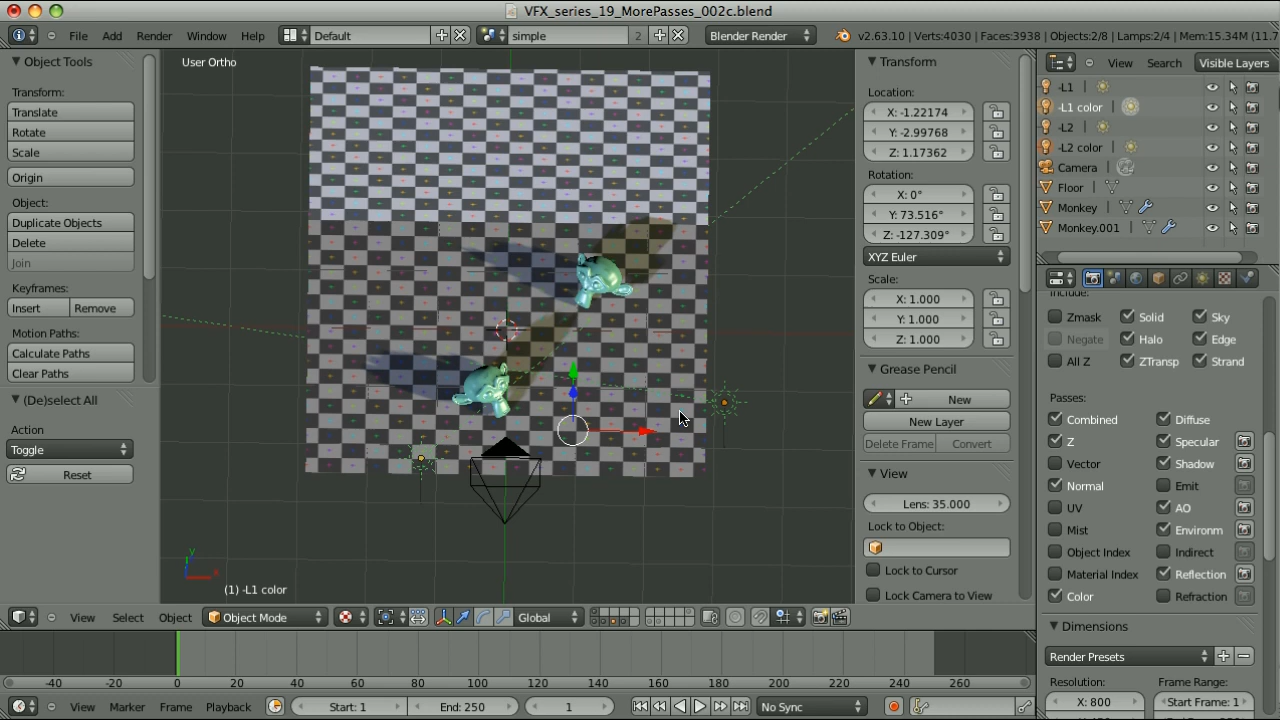 VFX_series_19_MorePasses_002c.blend
File Add Render Window Help Default simple 2 Blender Render v2.63.10 | Verts:4030 | Faces:3938 | Objects:2/8 | Lamps:2/4 | Mem:15.34M (11.7
Object Tools
Transform:
Translate
Rotate
Scale
Origin
Object:
Duplicate Objects
Delete
Join
Keyframes:
Insert Remove
Motion Paths:
Calculate Paths
Clear Paths
(De)select All
Action
Toggle
Reset
User Ortho
y
x
(1) -L1 color
View Select Object Object Mode Global
Transform
Location:
X: -1.22174
Y: -2.99768
Z: 1.17362
Rotation:
X: 0°
Y: 73.516°
Z: -127.309°
XYZ Euler
Scale:
X: 1.000
Y: 1.000
Z: 1.000
Grease Pencil
New
New Layer
Delete Frame Convert
View
Lens: 35.000
Lock to Object:
Lock to Cursor
Lock Camera to View
View Search Visible Layers
-L1
-L1 color
-L2
-L2 color
Camera
Floor
Monkey
Monkey.001
Include:
Zmask Solid Sky
Negate Halo Edge
All Z ZTransp Strand
Passes:
Combined Diffuse
Z Specular
Vector Shadow
Normal Emit
UV AO
Mist Environm
Object Index Indirect
Material Index Reflection
Color Refraction
Dimensions
Render Presets
Resolution: Frame Range:
X: 800 Start Frame: 1
-40 -20 0 20 40 60 80 100 120 140 160 180 200 220 240 260
View Marker Frame Playback Start: 1 End: 250 1 No Sync